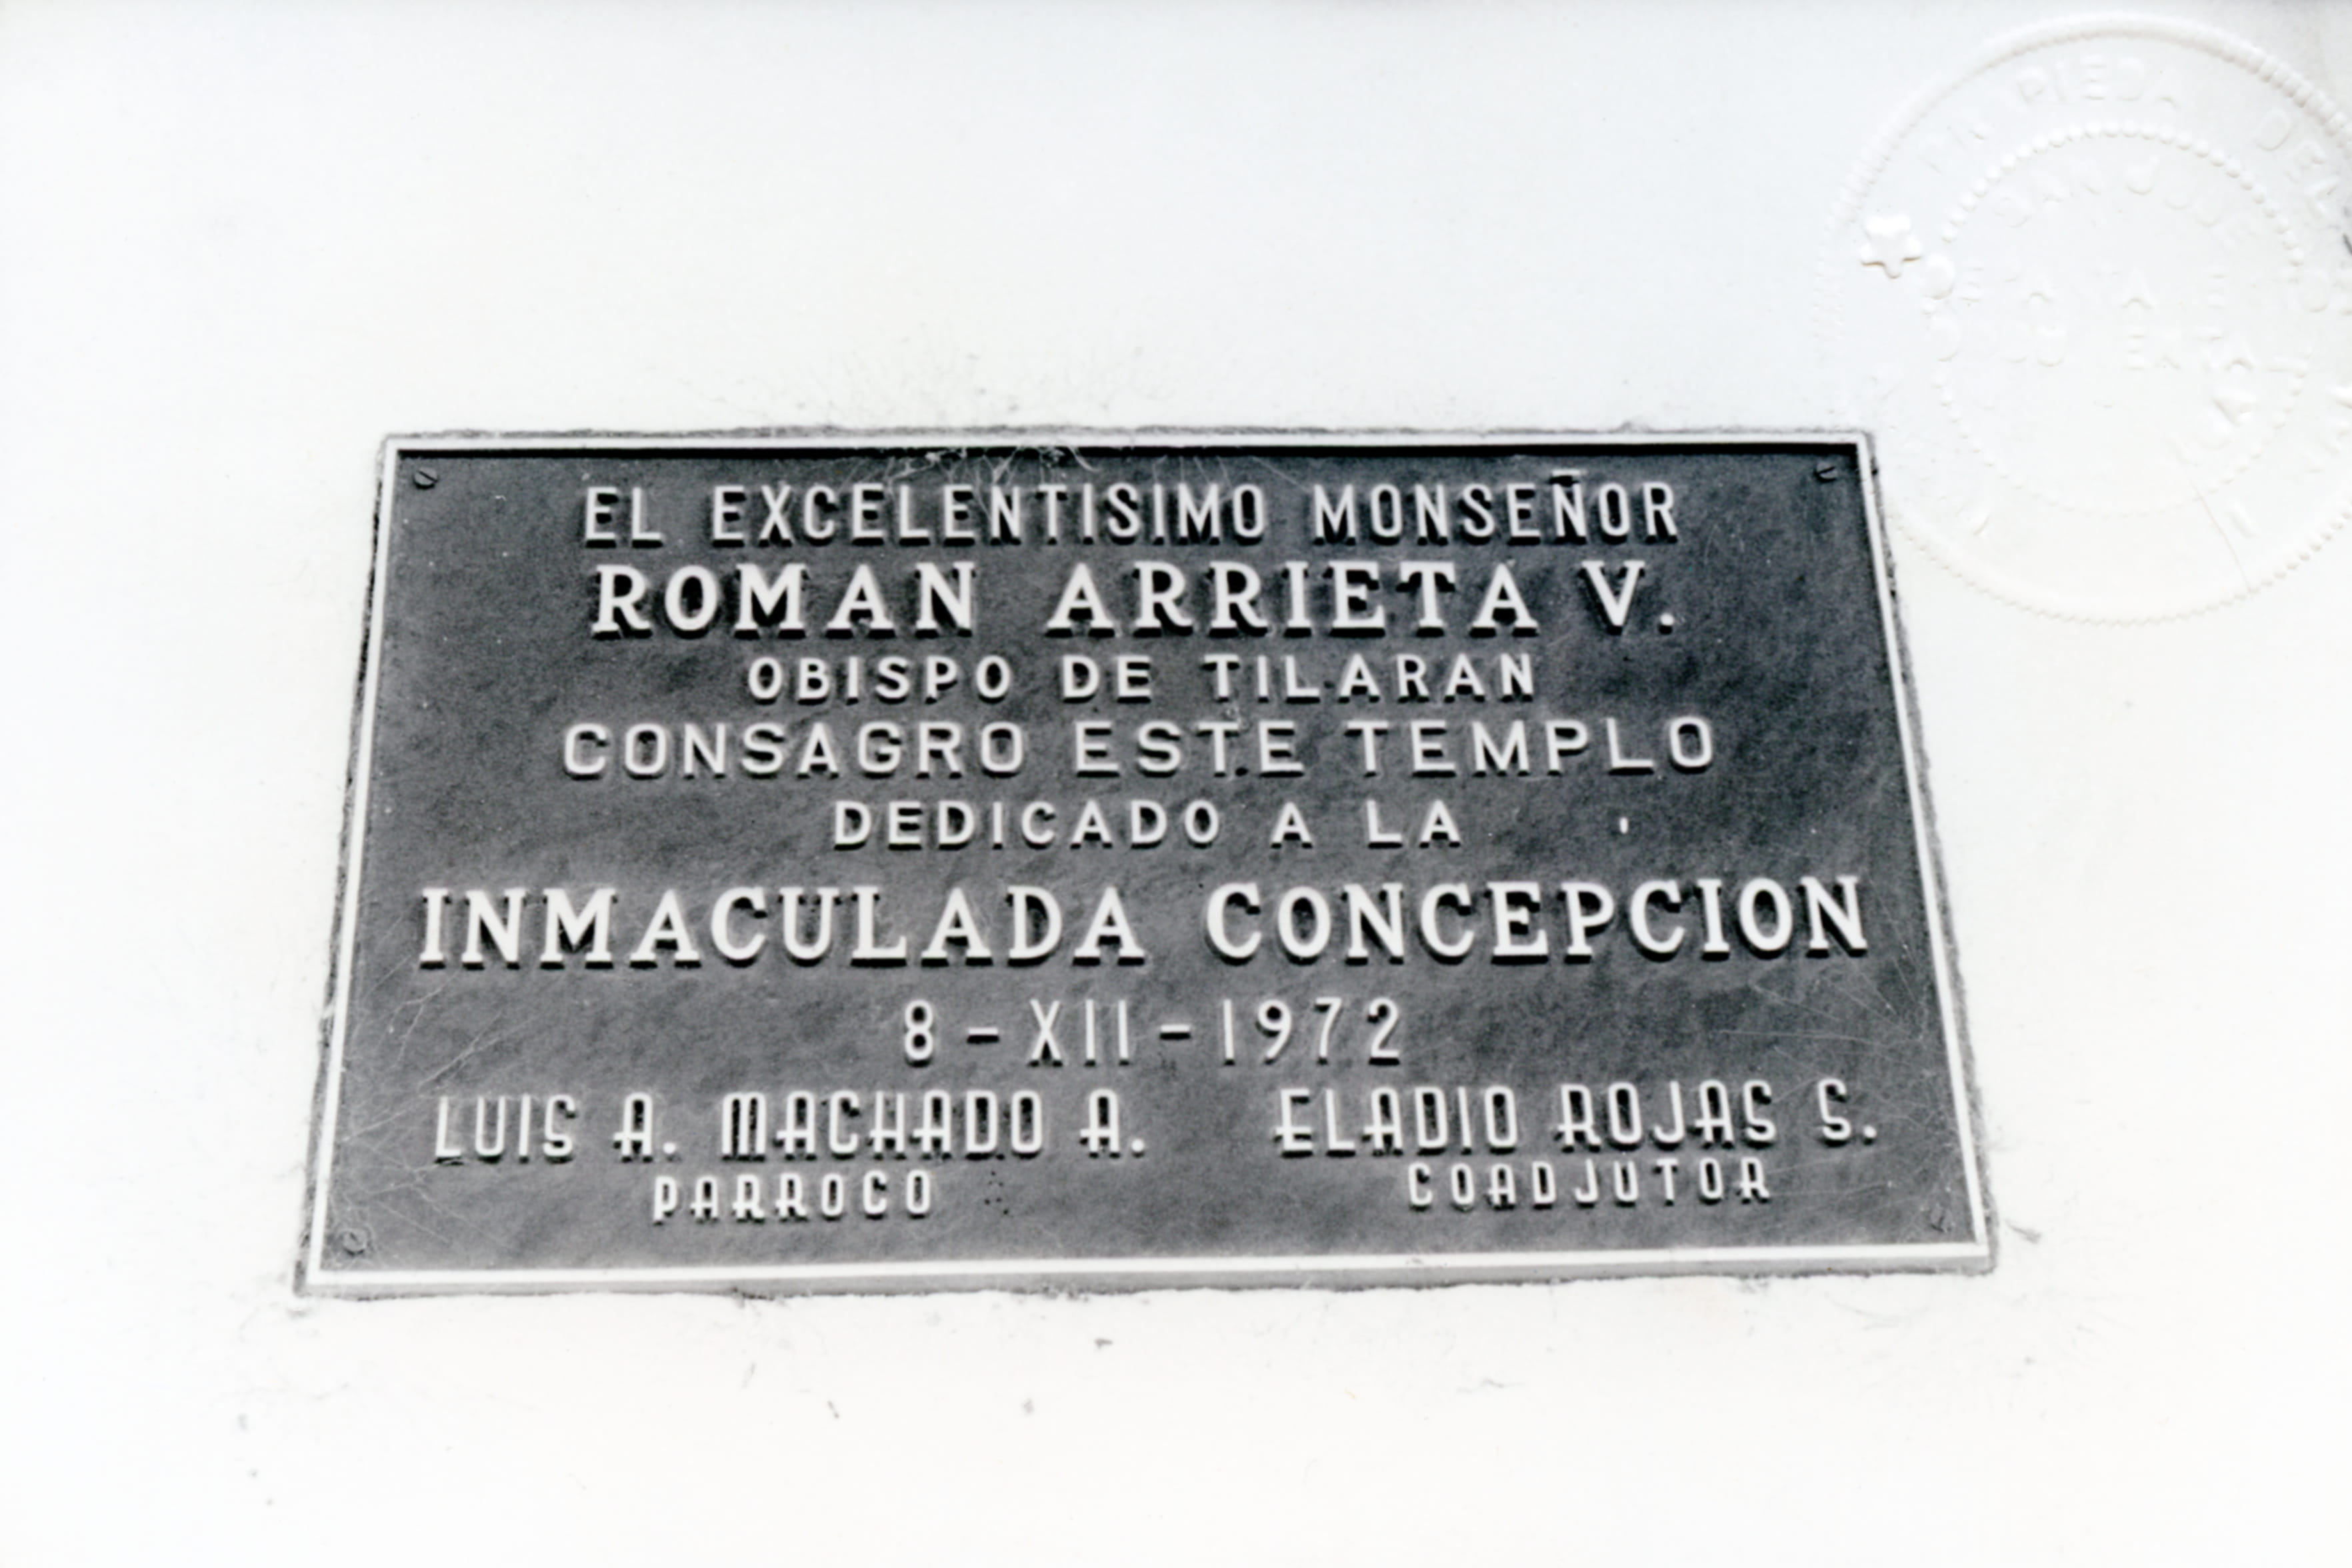 EL EXCELENTISIMO MONSEÑOR
ROMAN ARRIETA V.
OBISPO DE TILARAN
CONSAGRO ESTE TEMPLO
DEDICADO A LA
INMACULADA CONCEPCION
8-XII-1972
LUIS A. MACHADO A. ELADIO ROJAS S.
PARROCO COADJUTOR